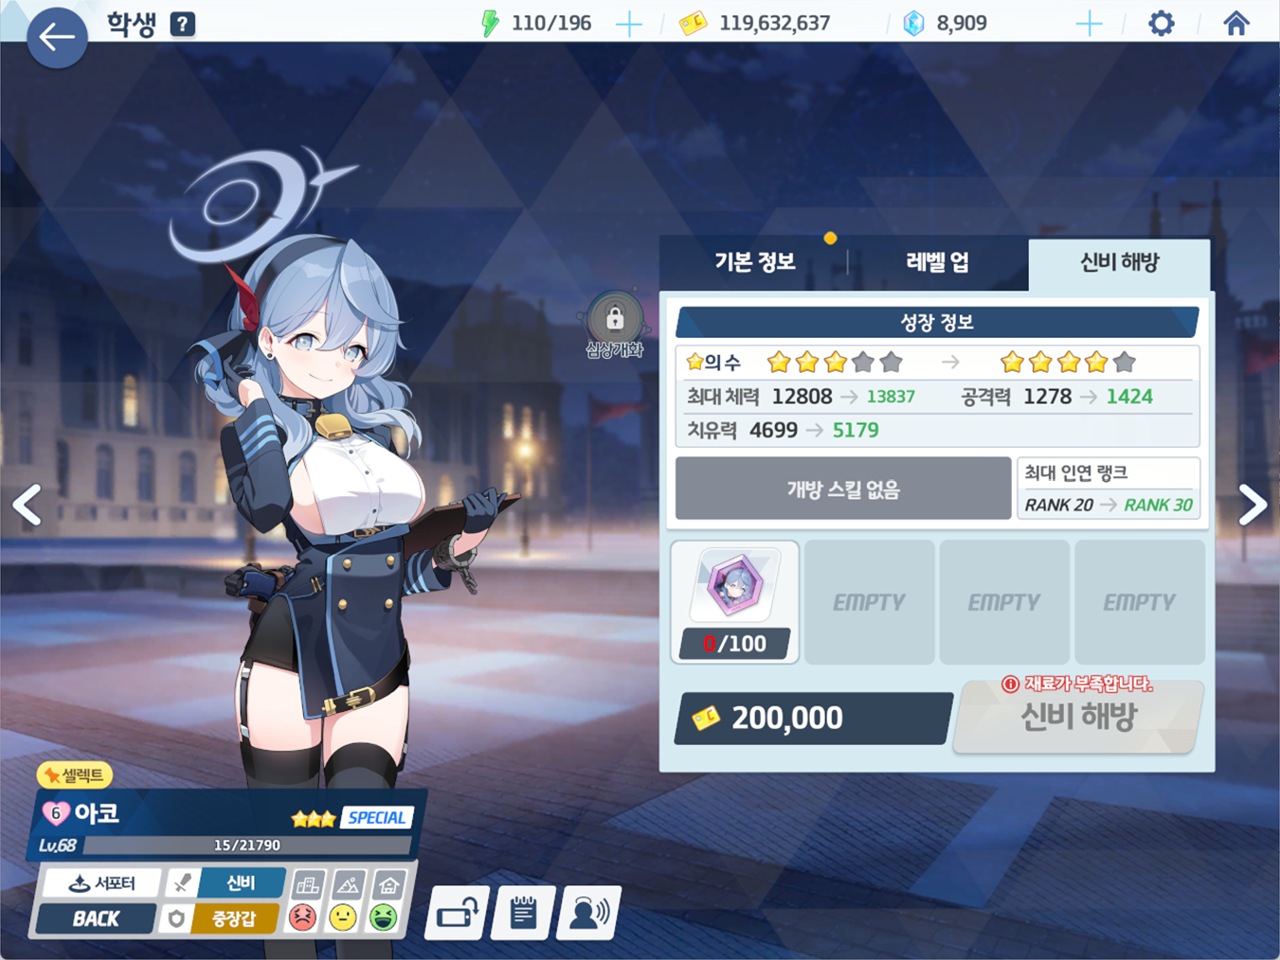 학생 ?
110/196
119,632,637
8,909
기본 정보
레벨 업
신비 해방
심상개화
성장 정보
의 수
최대 체력 12808 → 13837 공격력 1278 → 1424
치유력 4699 → 5179
개방 스킬 없음
최대 인연 랭크
RANK 20 → RANK 30
0/100
EMPTY
EMPTY
EMPTY
200,000
재료가 부족합니다.
신비 해방
셀렉트
6 아코
SPECIAL
Lv.68
15/21790
서포터
신비
BACK
중장갑